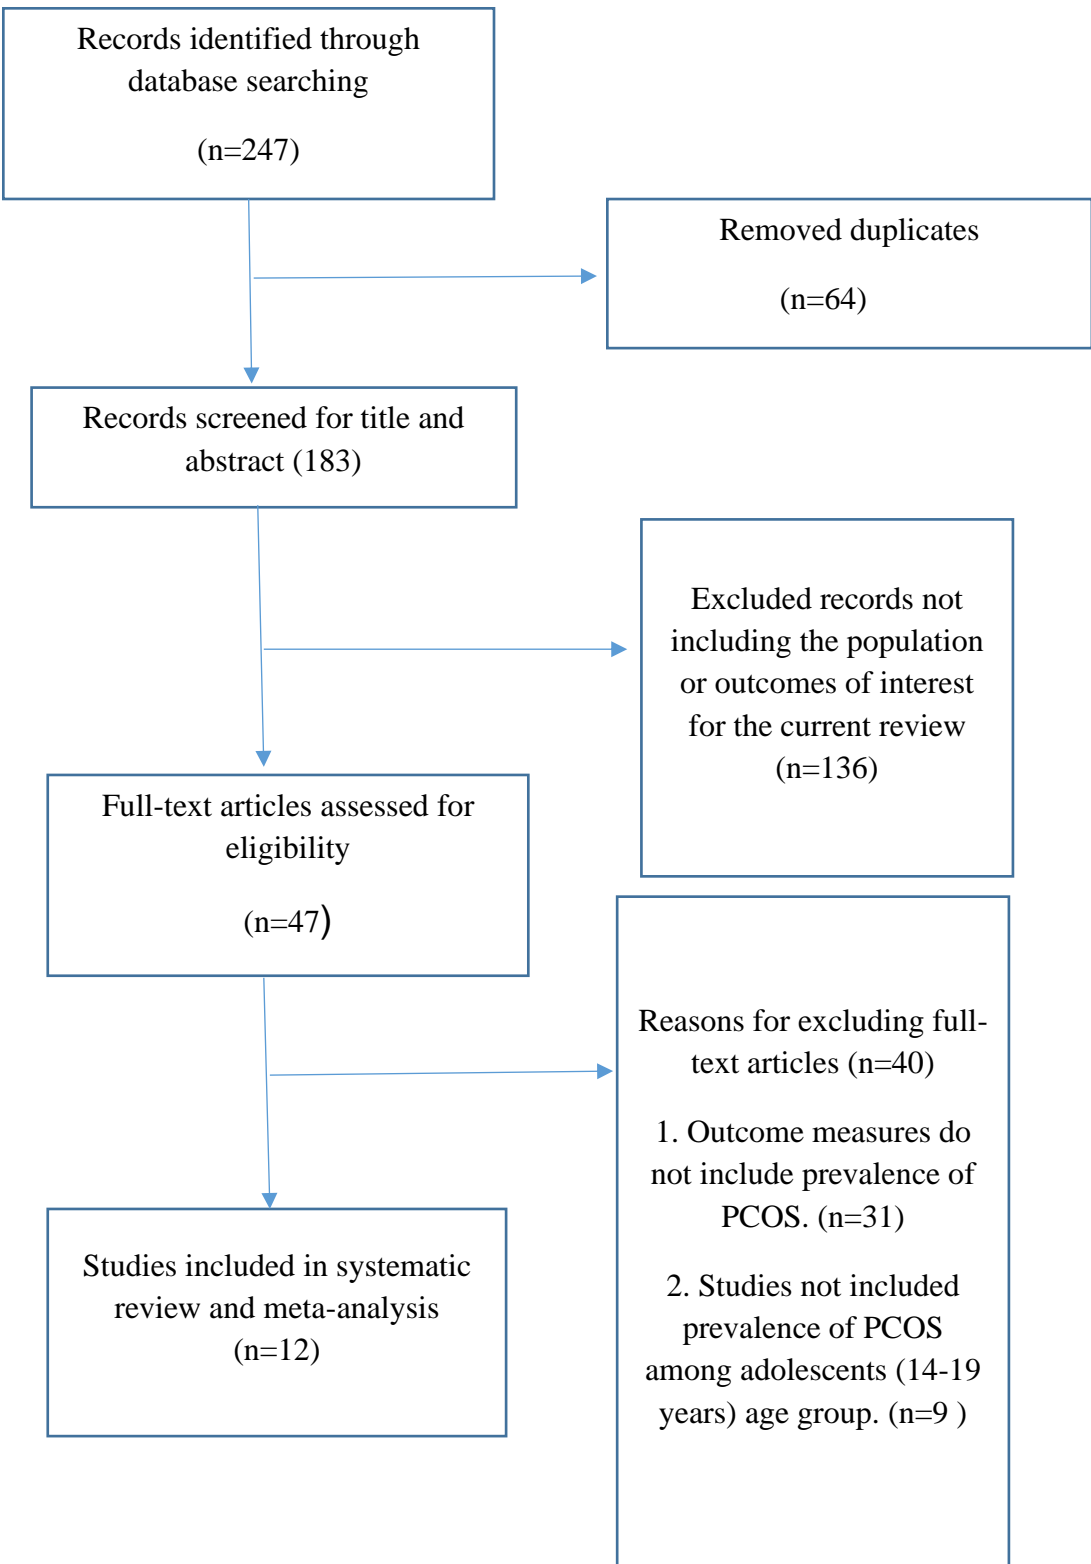 Records identified through
database searching
(n=247)
Removed duplicates
(n=64)
Records screened for title and
abstract (183)
Excluded records not
including the population
or outcomes of interest
for the current review
(n=136)
Full-text articles assessed for
eligibility
(n=47)
Reasons for excluding full-
text articles (n=40)
1. Outcome measures do
not include prevalence of
PCOS. (n=31)
2. Studies not included
prevalence of PCOS
among adolescents (14-19
years) age group. (n=9 )
Studies included in systematic
review and meta-analysis
(n=12)